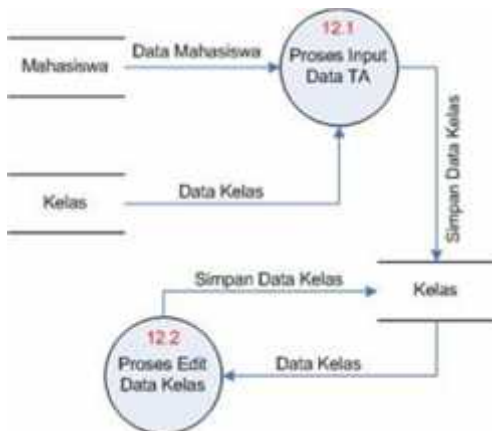 12.1
Proses Input
Data TA
Mahasiswa
Data Mahasiswa
Kelas
Data Kelas
Simpan Data Kelas
Kelas
Simpan Data Kelas
12.2
Proses Edit
Data Kelas
Data Kelas